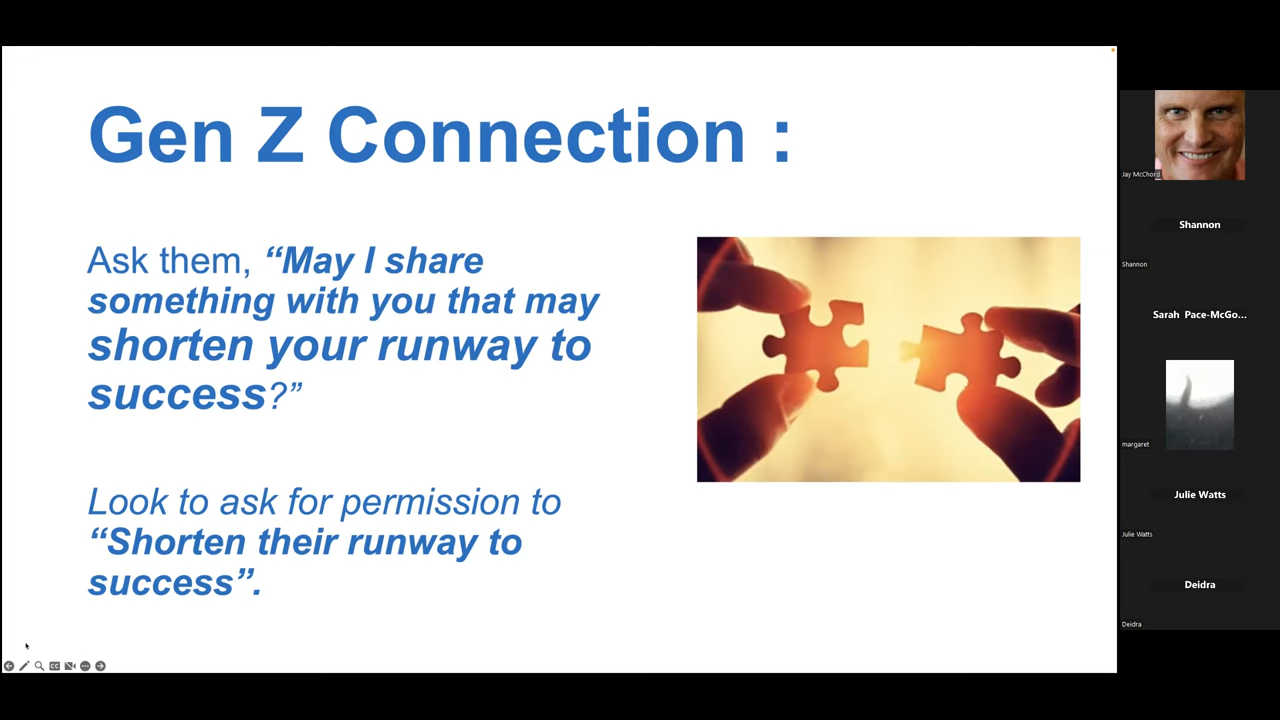 Gen Z Connection :
Ask them, “May I share
something with you that may
shorten your runway to
success?”
Look to ask for permission to
“Shorten their runway to
success”.
CC
Jay McChord
Shannon
Shannon
Sarah Pace-McGo...
margaret
Julie Watts
Julie Watts
Deidra
Deidra